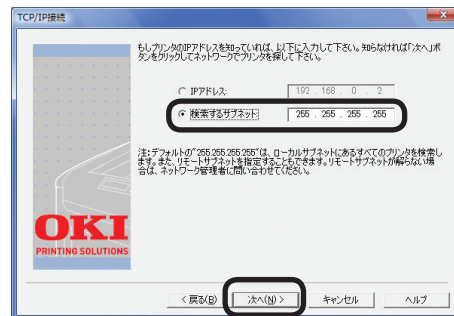 TCP/IP接続
もしプリンタのIPアドレスを知っていれば、以下に入力して下さい。知らなければ「次へ」ボ
タンをクリックしてネットワークでプリンタを探して下さい。
IPアドレス: 192 . 168 . 0 . 2
検索するサブネット: 255 . 255 . 255 . 255
注:デフォルトの"255.255.255.255"は、ローカルサブネットにあるすべてのプリンタを検索し
ます。また、リモートサブネットを指定することもできます。リモートサブネットが解らない場
合は、ネットワーク管理者に問い合わせてください。
OKI
PRINTING SOLUTIONS
< 戻る(B) 次へ(N) > キャンセル ヘルプ